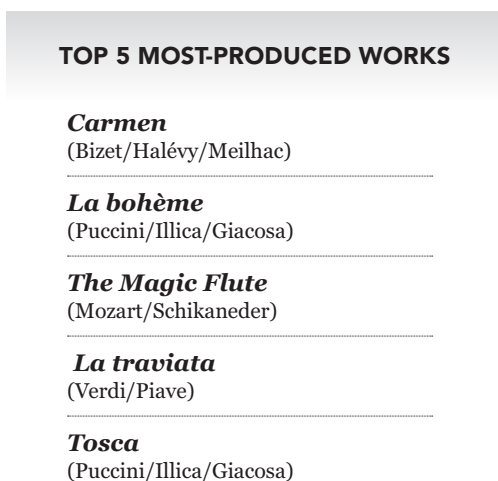 TOP 5 MOST-PRODUCED WORKS
Carmen
(Bizet/Halévy/Meilhac)
La bohème
(Puccini/Illica/Giacosa)
The Magic Flute
(Mozart/Schikaneder)
La traviata
(Verdi/Piave)
Tosca
(Puccini/Illica/Giacosa)